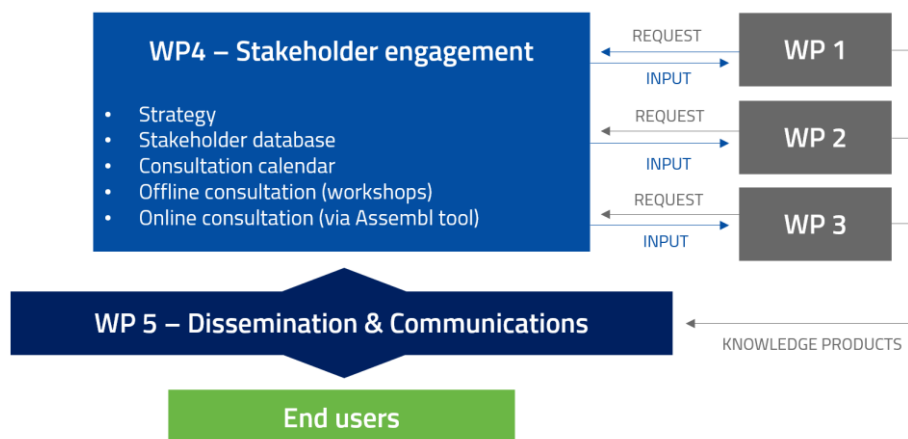 WP4 – Stakeholder engagement
• Strategy
• Stakeholder database
• Consultation calendar
• Offline consultation (workshops)
• Online consultation (via Assembl tool)
REQUEST
INPUT
WP 1
REQUEST
INPUT
WP 2
REQUEST
INPUT
WP 3
WP 5 – Dissemination & Communications
KNOWLEDGE PRODUCTS
End users